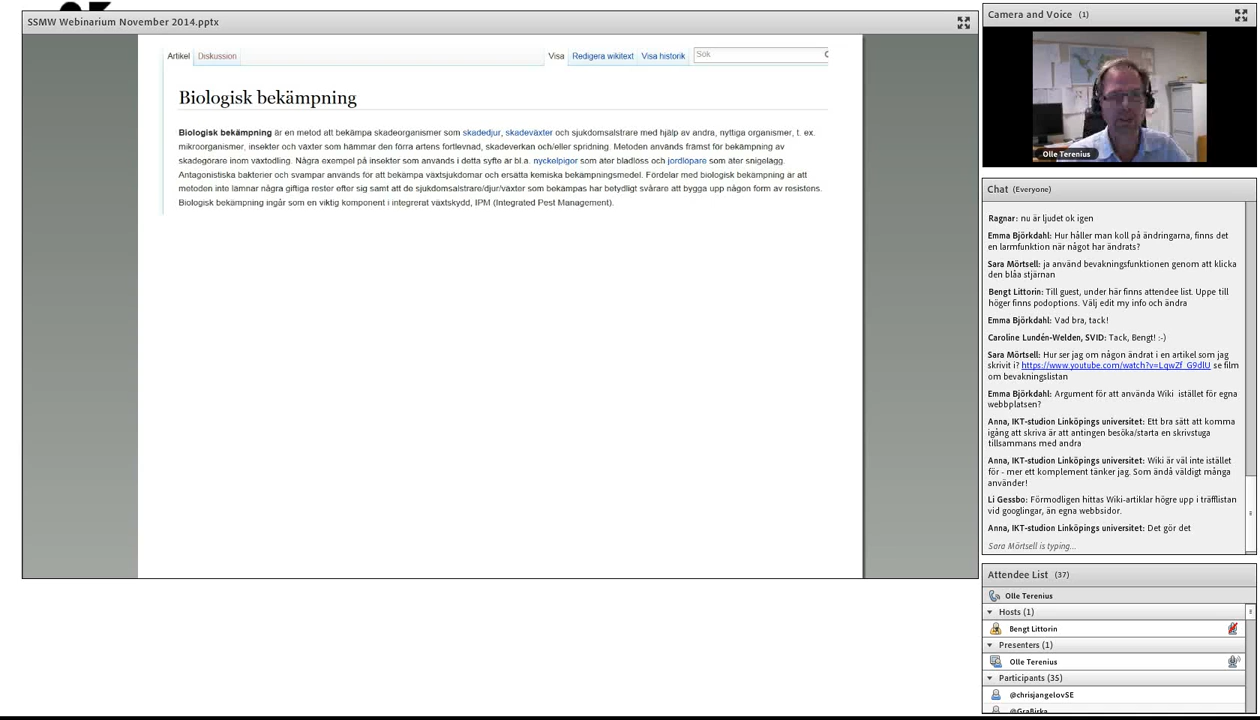 SSMW Webinarium November 2014.pptx
Artikel Diskussion Visa Redigera wikitext Visa historik Sök
Biologisk bekämpning
Biologisk bekämpning är en metod att bekämpa skadeorganismer som skadedjur, skadeväxter och sjukdomsalstrare med hjälp av andra, nyttiga organismer, t. ex.
mikroorganismer, insekter och växter som hämmar den förra artens fortlevnad, skadeverkan och/eller spridning. Metoden används främst för bekämpning av
skadegörare inom växtodling. Några exempel på insekter som används i detta syfte är bl.a. nyckelpigor som äter bladlöss och jordlöpare som äter snigelägg.
Antagonistiska bakterier och svampar används för att bekämpa växtsjukdomar och ersätta kemiska bekämpningsmedel. Fördelar med biologisk bekämpning är att
metoden inte lämnar några giftiga rester efter sig samt att de sjukdomsalstrare/djur/växter som bekämpas har betydligt svårare att bygga upp någon form av resistens.
Biologisk bekämpning ingår som en viktig komponent i integrerat växtskydd, IPM (Integrated Pest Management).
Camera and Voice (1)
Olle Terenius
Chat (Everyone)
Ragnar: nu är ljudet ok igen
Emma Björkdahl: Hur håller man koll på ändringarna, finns det
en larmfunktion när något har ändrats?
Sara Mörtsell: ja använd bevakningsfunktionen genom att klicka
den blåa stjärnan
Bengt Littorin: Till guest, under här finns attendee list. Uppe till
höger finns podoptions. Välj edit my info och ändra
Emma Björkdahl: Vad bra, tack!
Caroline Lundén-Welden, SVID: Tack, Bengt! :-)
Sara Mörtsell: Hur ser jag om någon ändrat i en artikel som jag
skrivit i? https://www.youtube.com/watch?v=LqwZf_G9dlU se film
om bevakningslistan
Emma Björkdahl: Argument för att använda Wiki istället för egna
webbplatsen?
Anna, IKT-studion Linköpings universitet: Ett bra sätt att komma
igång att skriva är att antingen besöka/starta en skrivstuga
tillsammans med andra
Anna, IKT-studion Linköpings universitet: Wiki är väl inte istället
för - mer ett komplement tänker jag. Som ändå väldigt många
använder!
Li Gessbo: Förmodligen hittas Wiki-artiklar högre upp i träfflistan
vid googlingar, än egna webbsidor.
Anna, IKT-studion Linköpings universitet: Det gör det
Sara Mörtsell is typing...
Attendee List (37)
Olle Terenius
Hosts (1)
Bengt Littorin
Presenters (1)
Olle Terenius
Participants (35)
@chrisjangelovSE
@GraBirka